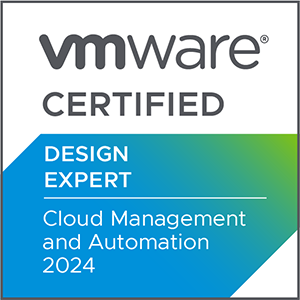 vmware®
CERTIFIED
DESIGN
EXPERT
Cloud Management
and Automation
2024